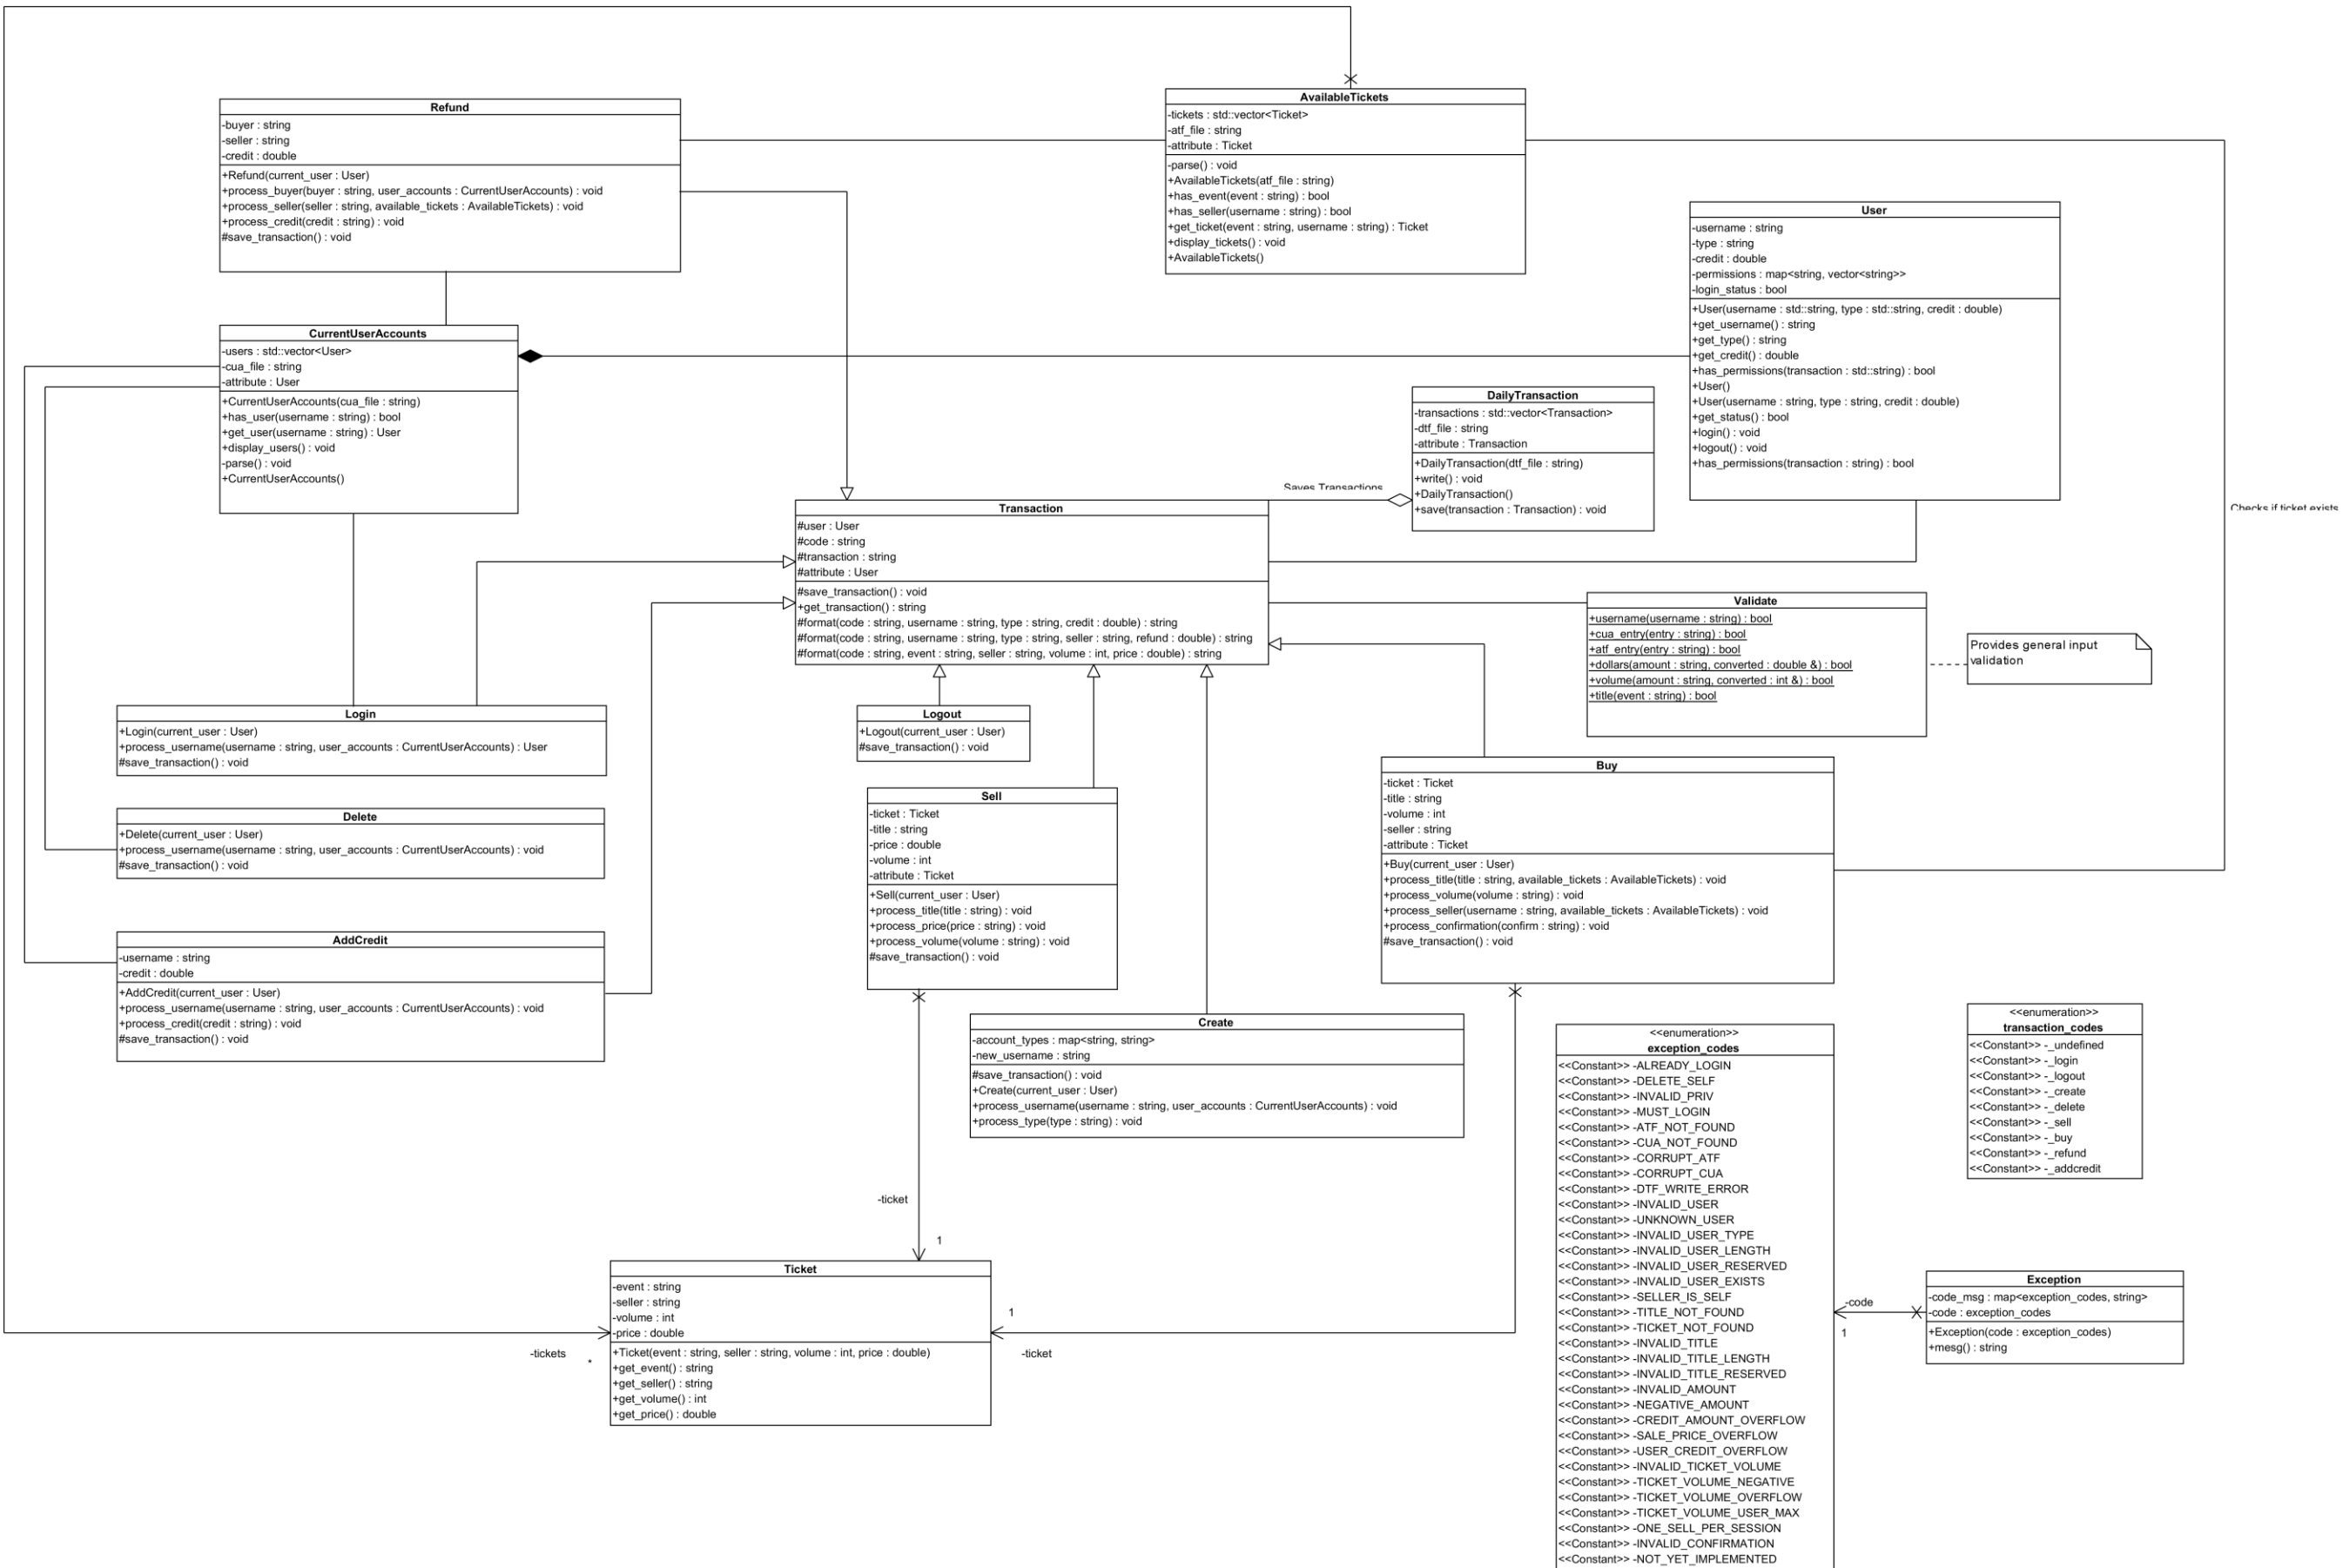 Refund
-buyer : string
-seller : string
-credit : double
+Refund(current_user : User)
+process_buyer(buyer : string, user_accounts : CurrentUserAccounts) : void
+process_seller(seller : string, available_tickets : AvailableTickets) : void
+process_credit(credit : string) : void
#save_transaction() : void
AvailableTickets
-tickets : std::vector<Ticket>
-atf_file : string
-attribute : Ticket
-parse() : void
+AvailableTickets(atf_file : string)
+has_event(event : string) : bool
+has_seller(username : string) : bool
+get_ticket(event : string, username : string) : Ticket
+display_tickets() : void
+AvailableTickets()
User
-username : string
-type : string
-credit : double
-permissions : map<string, vector<string>>
-login_status : bool
+User(username : std::string, type : std::string, credit : double)
+get_username() : string
+get_type() : string
+get_credit() : double
+has_permissions(transaction : std::string) : bool
+User()
+User(username : string, type : string, credit : double)
+get_status() : bool
+login() : void
+logout() : void
+has_permissions(transaction : string) : bool
CurrentUserAccounts
-users : std::vector<User>
-cua_file : string
-attribute : User
+CurrentUserAccounts(cua_file : string)
+has_user(username : string) : bool
+get_user(username : string) : User
+display_users() : void
-parse() : void
+CurrentUserAccounts()
DailyTransaction
-transactions : std::vector<Transaction>
-dtf_file : string
-attribute : Transaction
+DailyTransaction(dtf_file : string)
+write() : void
+DailyTransaction()
+save(transaction : Transaction) : void
Saves Transactions
Checks if ticket exists
Transaction
#user : User
#code : string
#transaction : string
#attribute : User
#save_transaction() : void
+get_transaction() : string
#format(code : string, username : string, type : string, credit : double) : string
#format(code : string, username : string, type : string, seller : string, refund : double) : string
#format(code : string, event : string, seller : string, volume : int, price : double) : string
Validate
+username(username : string) : bool
+cua_entry(entry : string) : bool
+atf_entry(entry : string) : bool
+dollars(amount : string, converted : double &) : bool
+volume(amount : string, converted : int &) : bool
+title(event : string) : bool
Provides general input
validation
Login
+Login(current_user : User)
+process_username(username : string, user_accounts : CurrentUserAccounts) : User
#save_transaction() : void
Logout
+Logout(current_user : User)
#save_transaction() : void
Delete
+Delete(current_user : User)
+process_username(username : string, user_accounts : CurrentUserAccounts) : void
#save_transaction() : void
Sell
-ticket : Ticket
-title : string
-price : double
-volume : int
-attribute : Ticket
+Sell(current_user : User)
+process_title(title : string) : void
+process_price(price : string) : void
+process_volume(volume : string) : void
#save_transaction() : void
Buy
-ticket : Ticket
-title : string
-volume : int
-seller : string
-attribute : Ticket
+Buy(current_user : User)
+process_title(title : string, available_tickets : AvailableTickets) : void
+process_volume(volume : string) : void
+process_seller(username : string, available_tickets : AvailableTickets) : void
+process_confirmation(confirm : string) : void
#save_transaction() : void
AddCredit
-username : string
-credit : double
+AddCredit(current_user : User)
+process_username(username : string, user_accounts : CurrentUserAccounts) : void
+process_credit(credit : string) : void
#save_transaction() : void
Create
-account_types : map<string, string>
-new_username : string
#save_transaction() : void
+Create(current_user : User)
+process_username(username : string, user_accounts : CurrentUserAccounts) : void
+process_type(type : string) : void
<<enumeration>>
exception_codes
<<Constant>> -ALREADY_LOGIN
<<Constant>> -DELETE_SELF
<<Constant>> -INVALID_PRIV
<<Constant>> -MUST_LOGIN
<<Constant>> -ATF_NOT_FOUND
<<Constant>> -CUA_NOT_FOUND
<<Constant>> -CORRUPT_ATF
<<Constant>> -CORRUPT_CUA
<<Constant>> -DTF_WRITE_ERROR
<<Constant>> -INVALID_USER
<<Constant>> -UNKNOWN_USER
<<Constant>> -INVALID_USER_TYPE
<<Constant>> -INVALID_USER_LENGTH
<<Constant>> -INVALID_USER_RESERVED
<<Constant>> -INVALID_USER_EXISTS
<<Constant>> -SELLER_IS_SELF
<<Constant>> -TITLE_NOT_FOUND
<<Constant>> -TICKET_NOT_FOUND
<<Constant>> -INVALID_TITLE
<<Constant>> -INVALID_TITLE_LENGTH
<<Constant>> -INVALID_TITLE_RESERVED
<<Constant>> -INVALID_AMOUNT
<<Constant>> -NEGATIVE_AMOUNT
<<Constant>> -CREDIT_AMOUNT_OVERFLOW
<<Constant>> -SALE_PRICE_OVERFLOW
<<Constant>> -USER_CREDIT_OVERFLOW
<<Constant>> -INVALID_TICKET_VOLUME
<<Constant>> -TICKET_VOLUME_NEGATIVE
<<Constant>> -TICKET_VOLUME_OVERFLOW
<<Constant>> -TICKET_VOLUME_USER_MAX
<<Constant>> -ONE_SELL_PER_SESSION
<<Constant>> -INVALID_CONFIRMATION
<<Constant>> -NOT_YET_IMPLEMENTED
<<enumeration>>
transaction_codes
<<Constant>> -_undefined
<<Constant>> -_login
<<Constant>> -_logout
<<Constant>> -_create
<<Constant>> -_delete
<<Constant>> -_sell
<<Constant>> -_buy
<<Constant>> -_refund
<<Constant>> -_addcredit
-ticket
1
Ticket
-event : string
-seller : string
-volume : int
-price : double
+Ticket(event : string, seller : string, volume : int, price : double)
+get_event() : string
+get_seller() : string
+get_volume() : int
+get_price() : double
-tickets
*
1
-ticket
-code
1
Exception
-code_msg : map<exception_codes, string>
-code : exception_codes
+Exception(code : exception_codes)
+mesg() : string